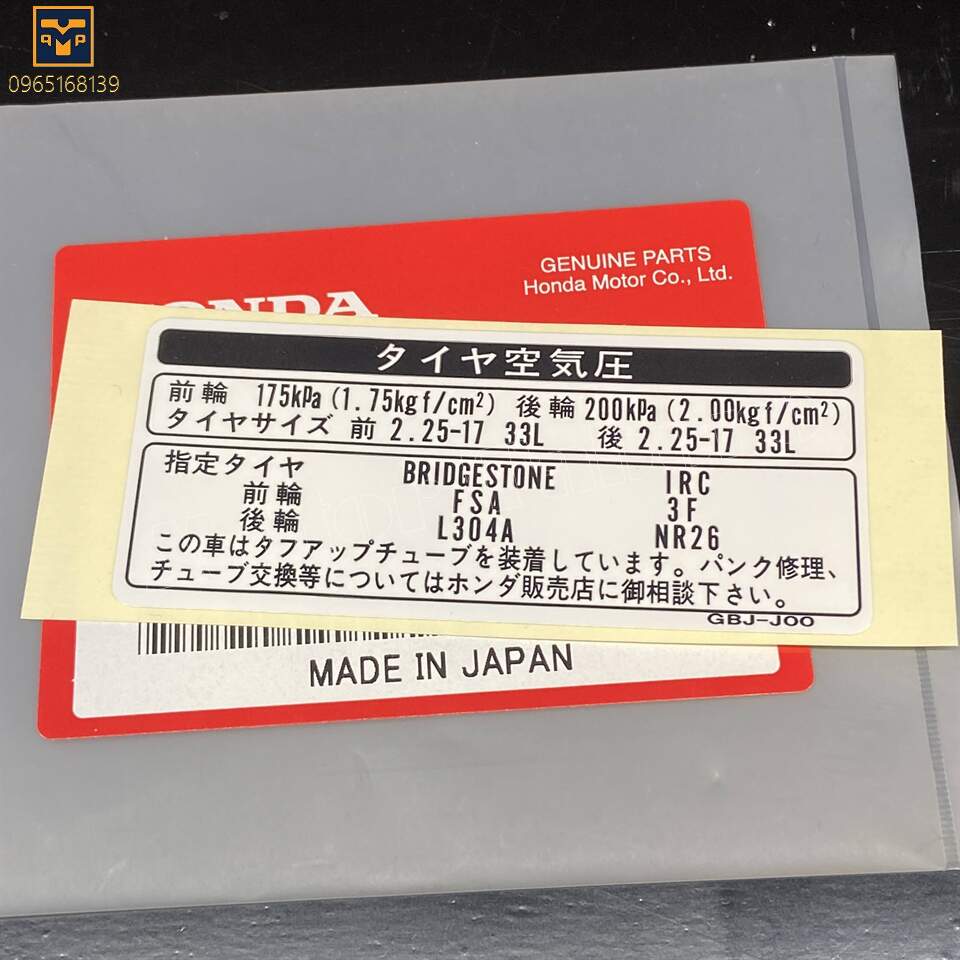 0965168139
GENUINE PARTS
Honda Motor Co., Ltd.
HONDA
タイヤ空気圧
前輪 175kPa (1.75kgf/cm²) 後輪 200kPa (2.00kgf/cm²)
タイヤサイズ 前 2.25-17 33L 後 2.25-17 33L
指定タイヤ BRIDGESTONE IRC
前輪 FSA 3F
後輪 L304A NR26
この車はタフアップチューブを装着しています。パンク修理、
チューブ交換等についてはホンダ販売店に御相談下さい。
GBJ-J00
MADE IN JAPAN